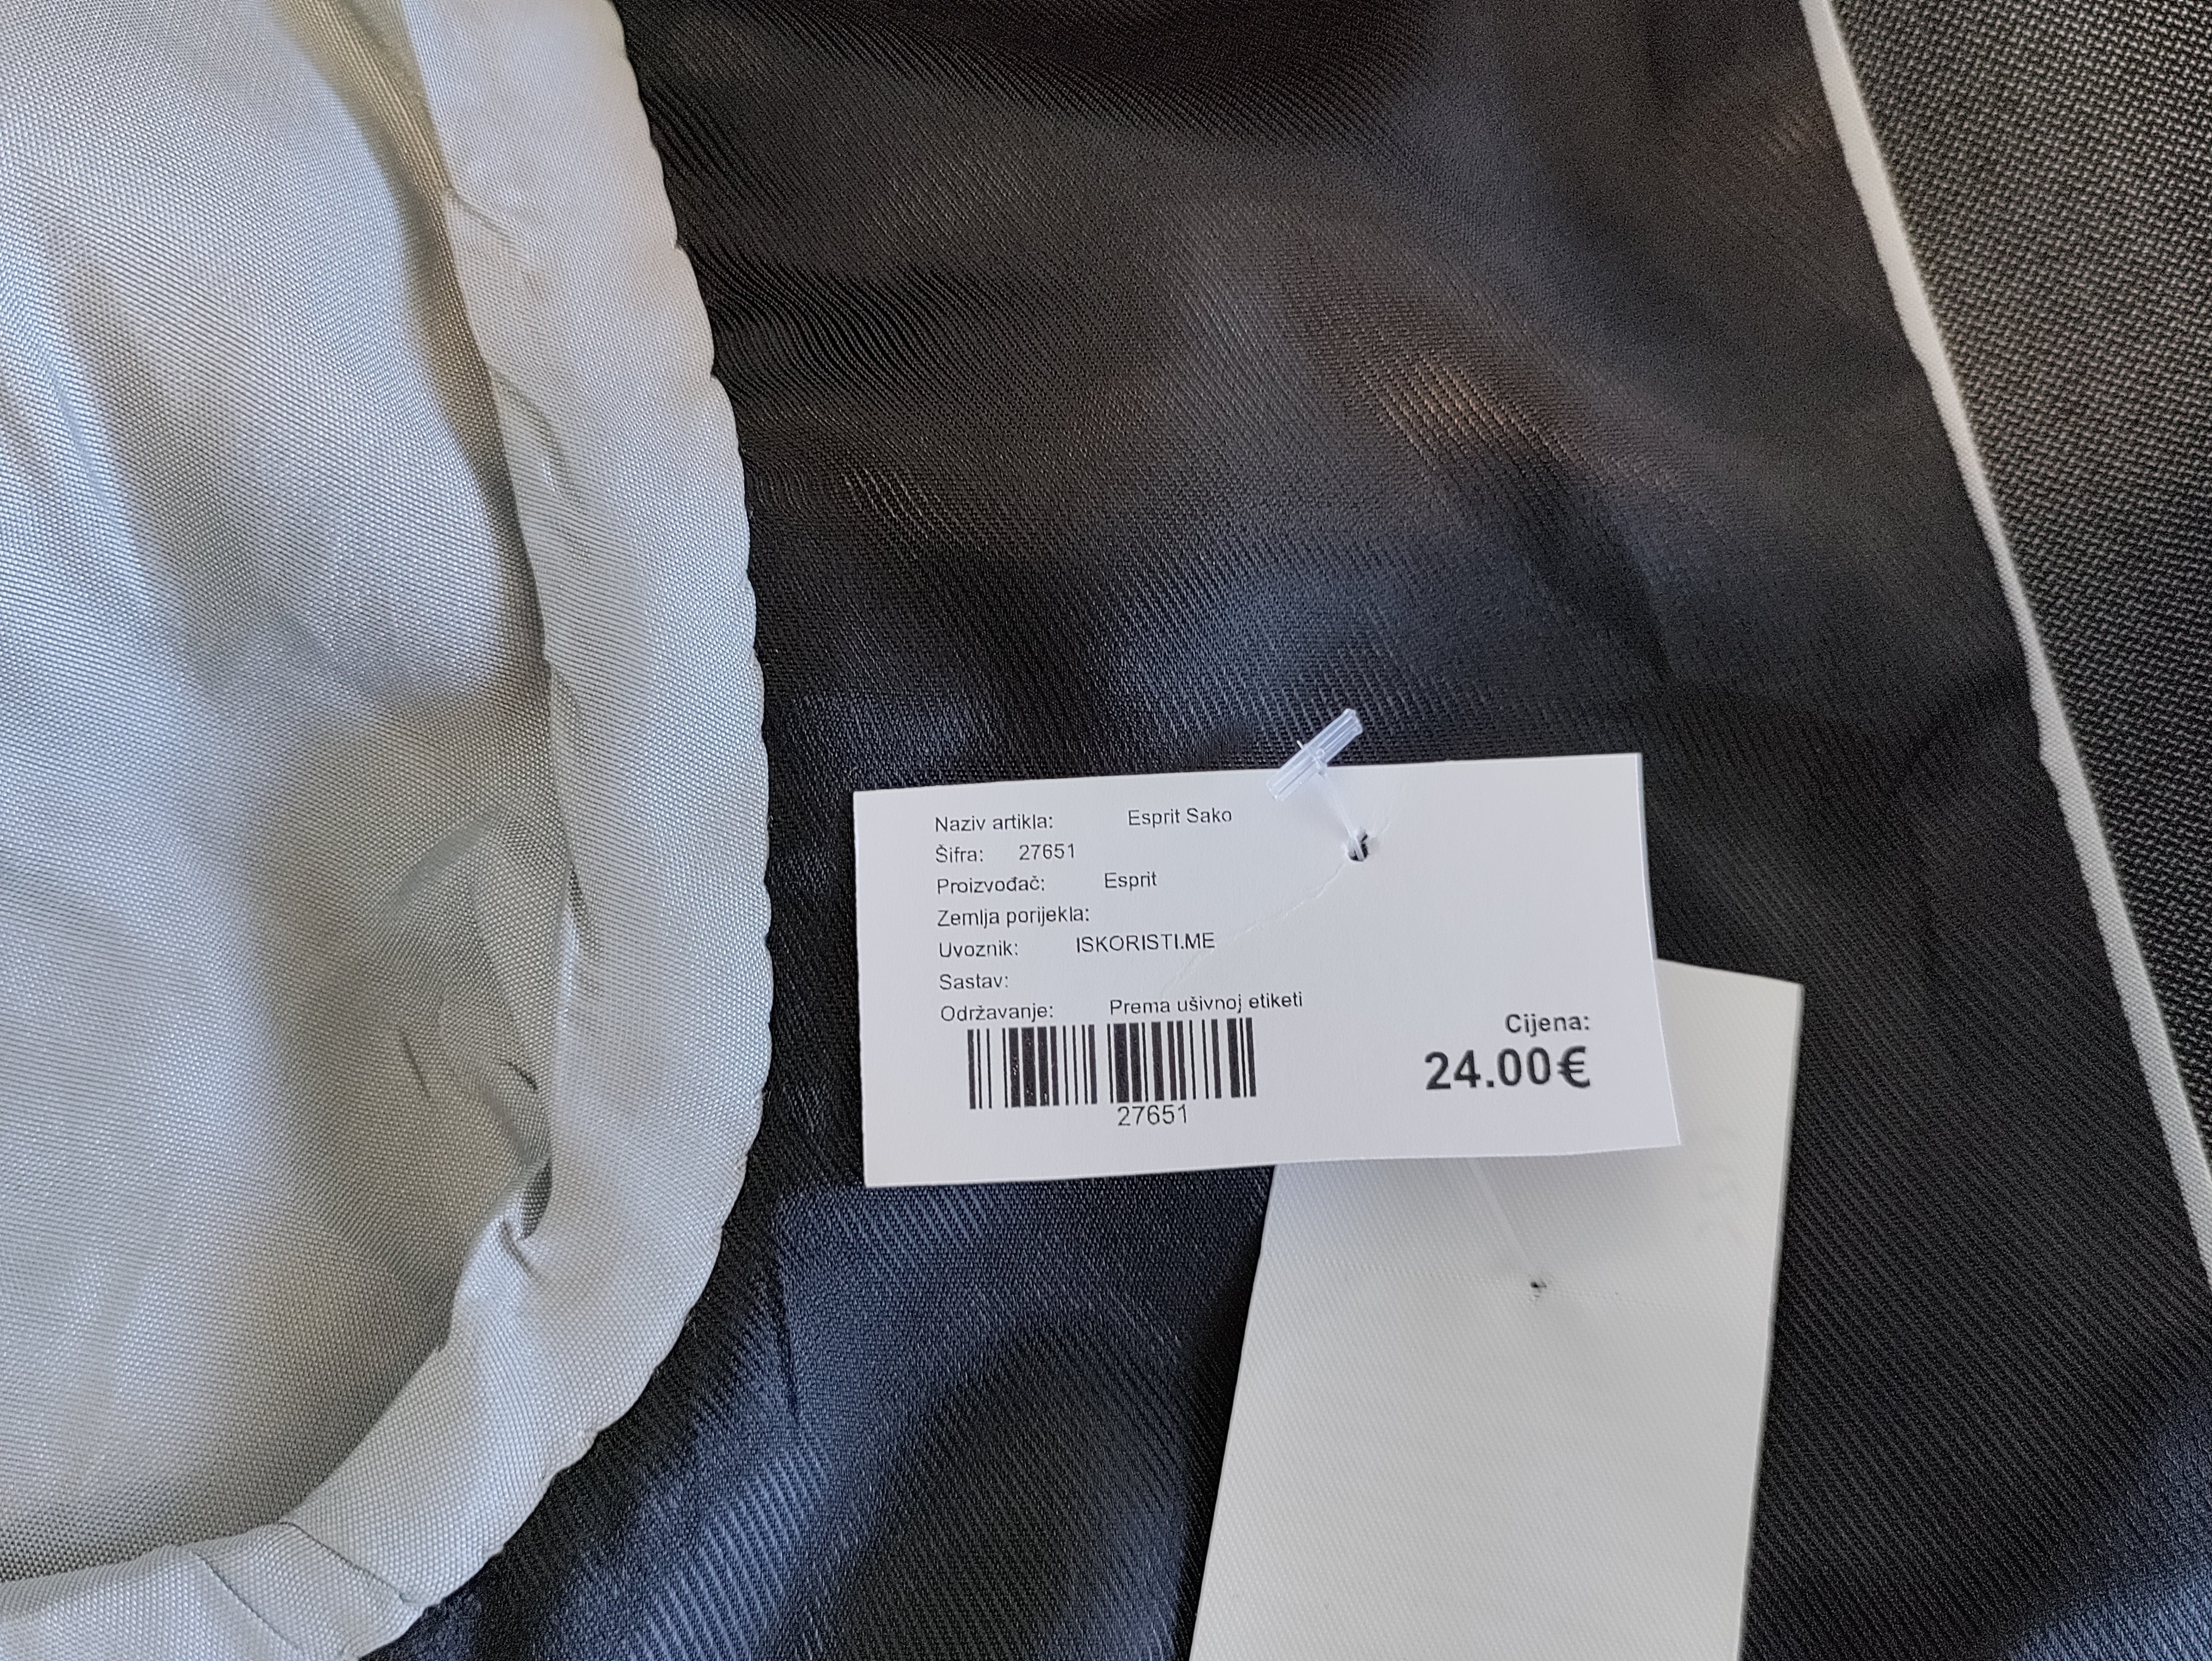 Naziv artikla: Esprit Sako
Šifra: 27651
Proizvođač: Esprit
Zemlja porijekla:
Uvoznik: ISKORISTI.ME
Sastav:
Održavanje: Prema ušivnoj etiketi
27651
Cijena:
24.00€